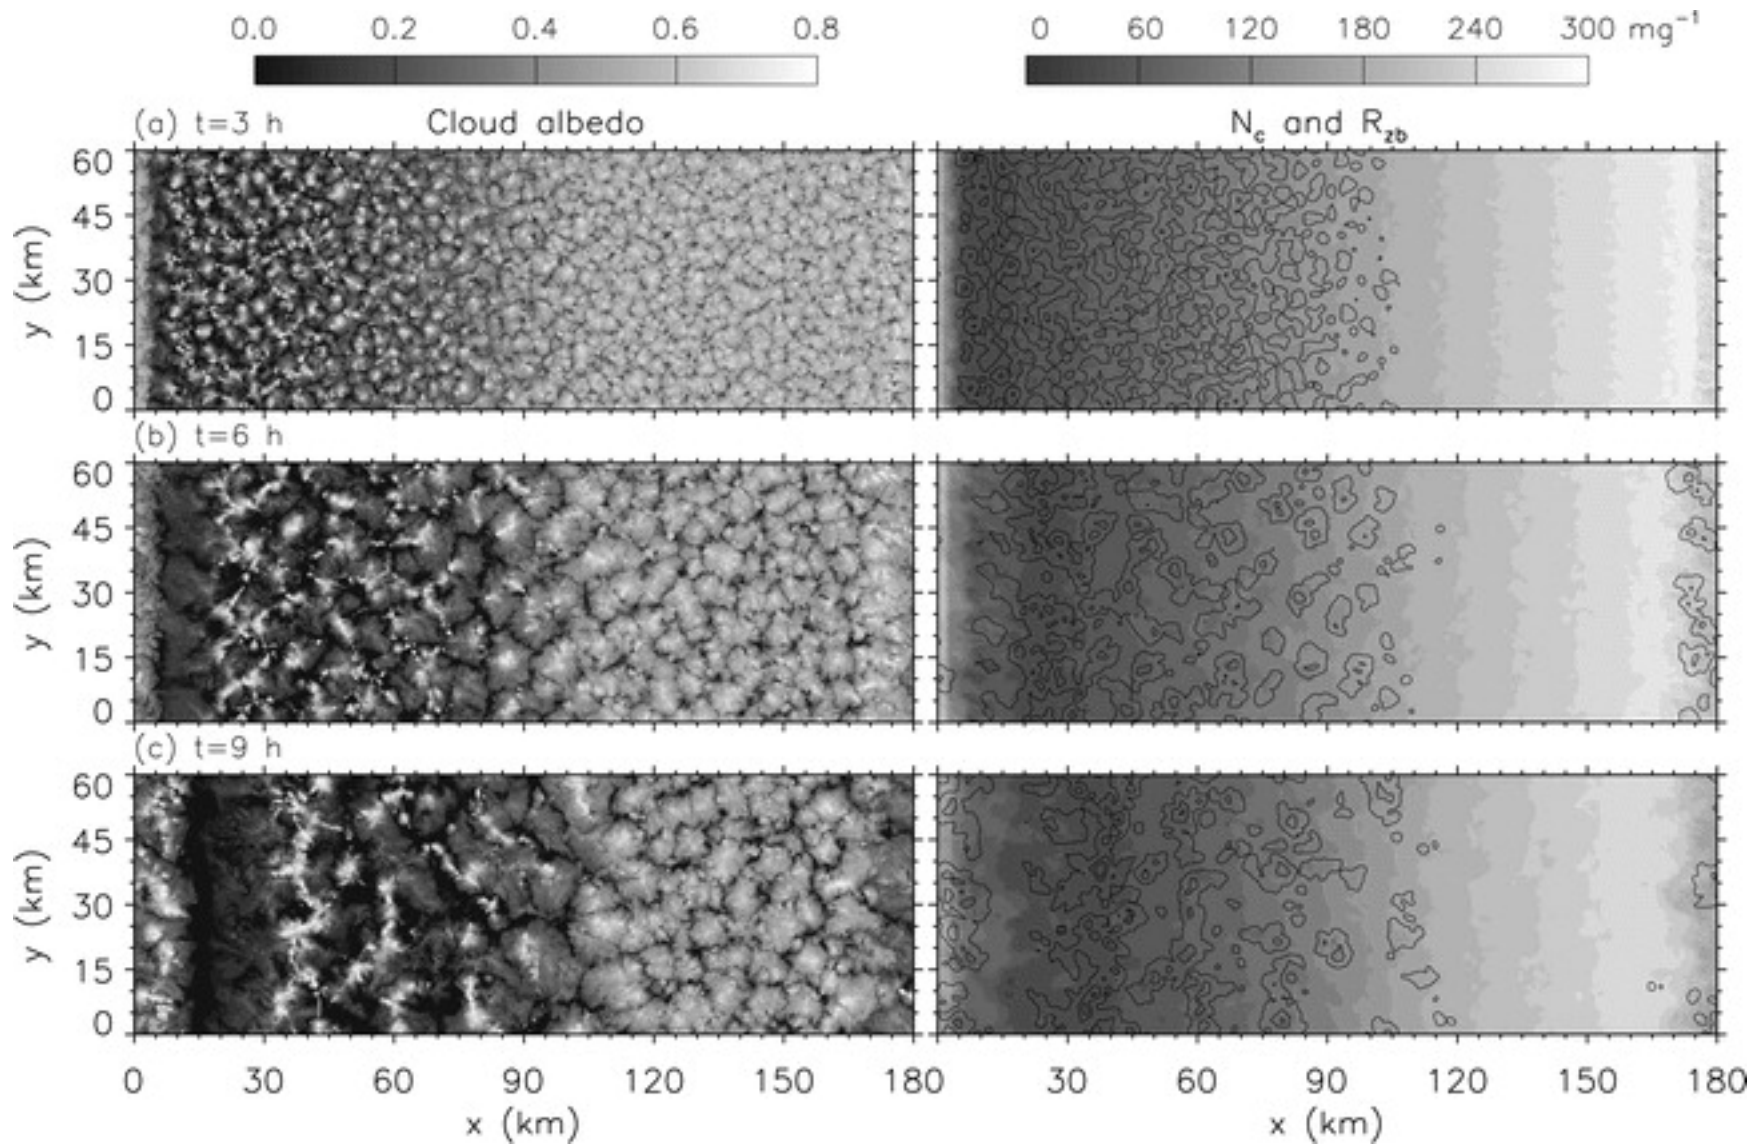 0.0 0.2 0.4 0.6 0.8 0 60 120 180 240 300 mg⁻¹
(a) t=3 h Cloud albedo N_c and R_zb
60
45
30
15
0
y (km)
(b) t=6 h
60
45
30
15
0
y (km)
(c) t=9 h
60
45
30
15
0
y (km)
0 30 60 90 120 150 180 30 60 90 120 150 180
x (km) x (km)